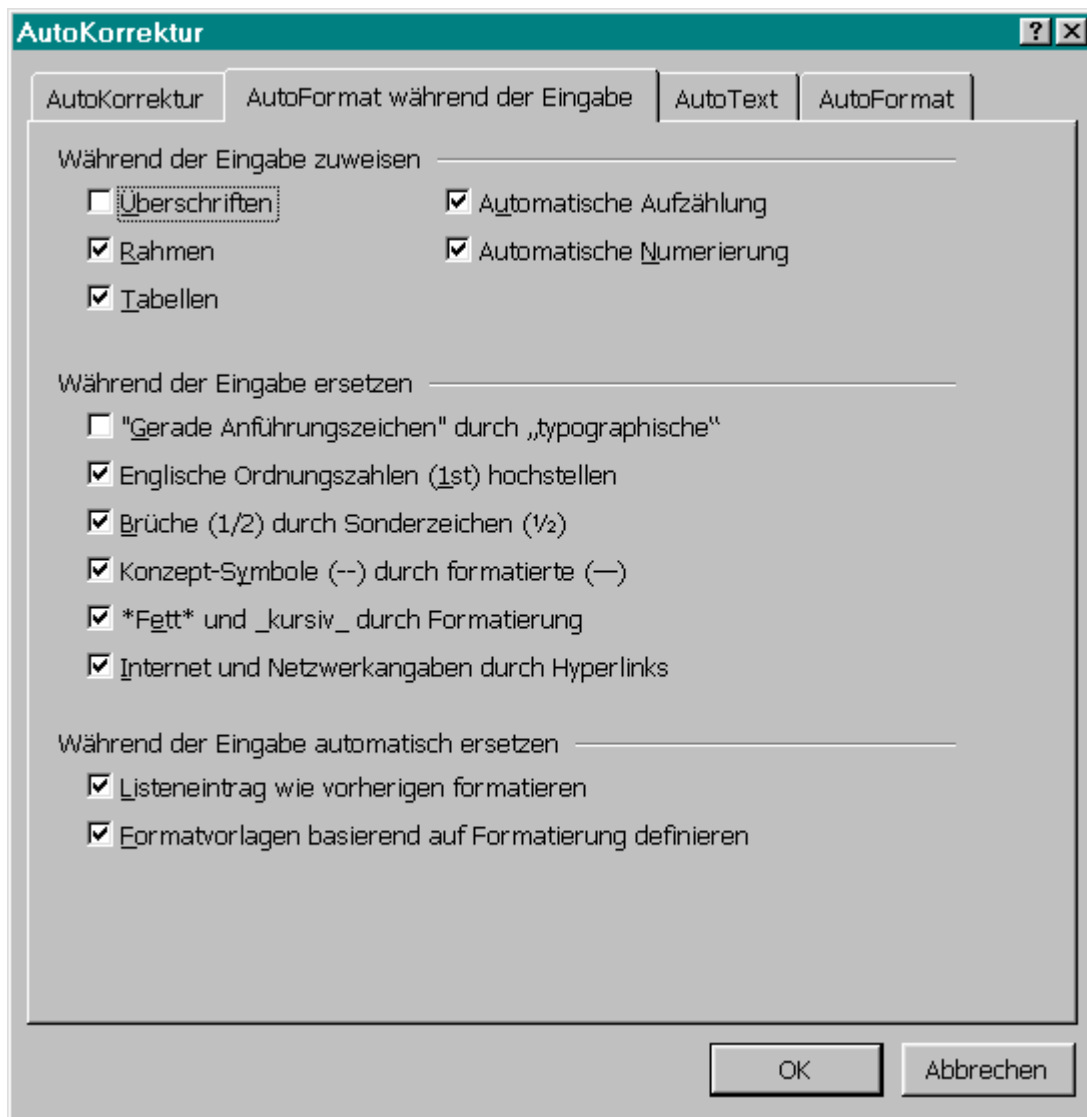 AutoKorrektur
AutoKorrektur AutoFormat während der Eingabe AutoText AutoFormat
Während der Eingabe zuweisen
Überschriften Automatische Aufzählung
Rahmen Automatische Numerierung
Tabellen
Während der Eingabe ersetzen
"Gerade Anführungszeichen" durch „typographische“
Englische Ordnungszahlen (1st) hochstellen
Brüche (1/2) durch Sonderzeichen (½)
Konzept-Symbole (--) durch formatierte (—)
*Fett* und _kursiv_ durch Formatierung
Internet und Netzwerkangaben durch Hyperlinks
Während der Eingabe automatisch ersetzen
Listeneintrag wie vorherigen formatieren
Formatvorlagen basierend auf Formatierung definieren
OK Abbrechen